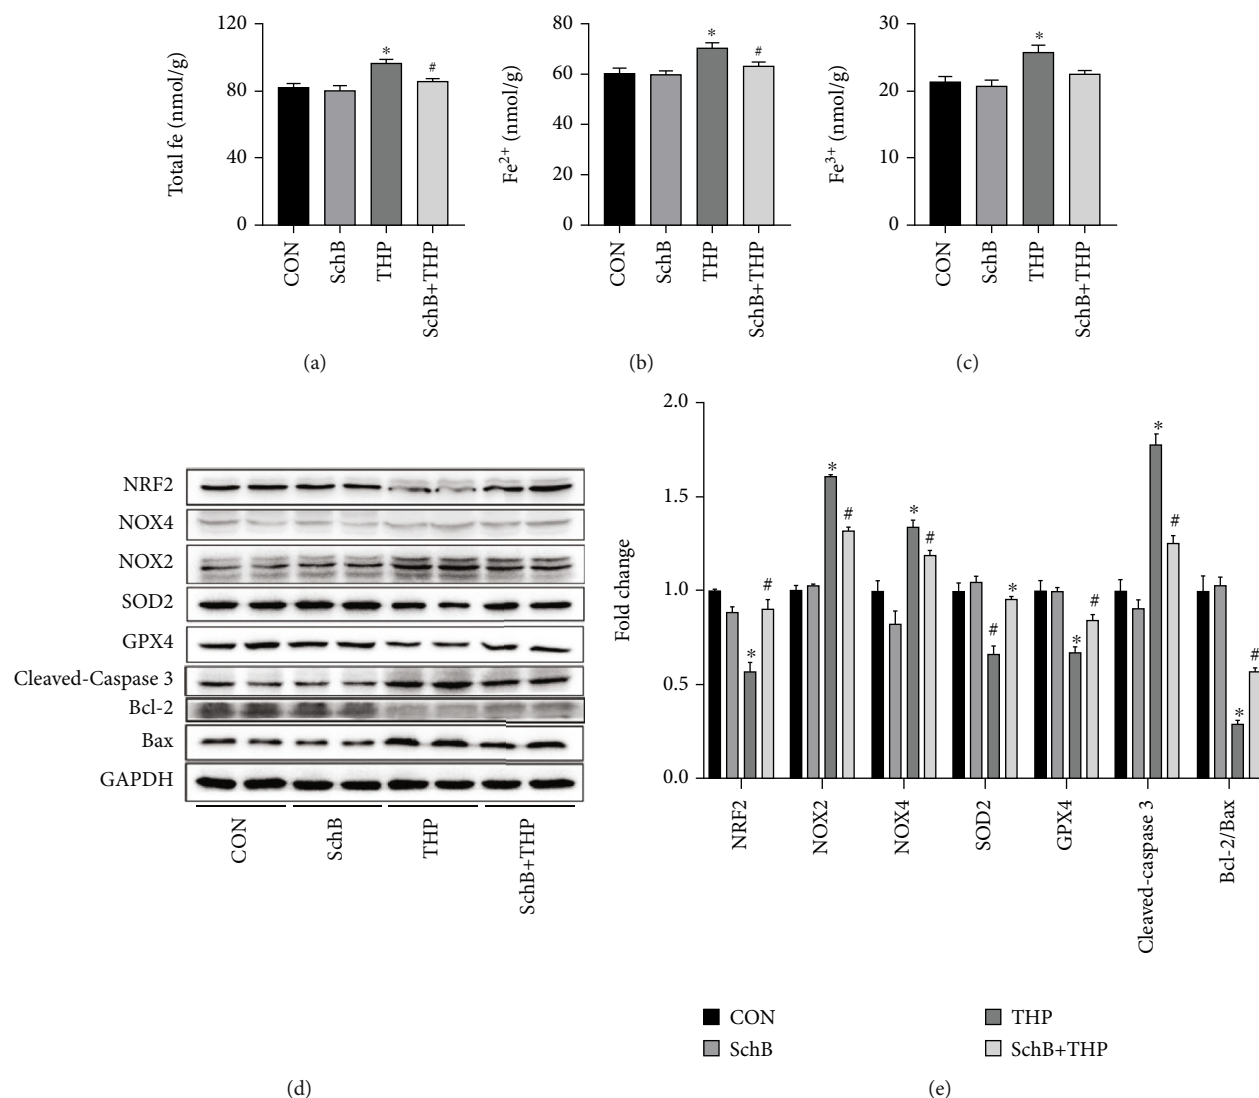 120
80
40
0
Total fe (nmol/g)
*
#
CON
SchB
THP
SchB+THP
(a)
80
60
40
20
0
Fe²⁺ (nmol/g)
*
#
CON
SchB
THP
SchB+THP
(b)
30
20
10
0
Fe³⁺ (nmol/g)
*
CON
SchB
THP
SchB+THP
(c)
NRF2
NOX4
NOX2
SOD2
GPX4
Cleaved-Caspase 3
Bcl-2
Bax
GAPDH
CON
SchB
THP
SchB+THP
(d)
2.0
1.5
1.0
0.5
0.0
Fold change
*
#
*
#
*
#
#
*
*
#
*
#
*
#
NRF2
NOX2
NOX4
SOD2
GPX4
Cleaved-caspase 3
Bcl-2/Bax
CON
SchB
THP
SchB+THP
(e)